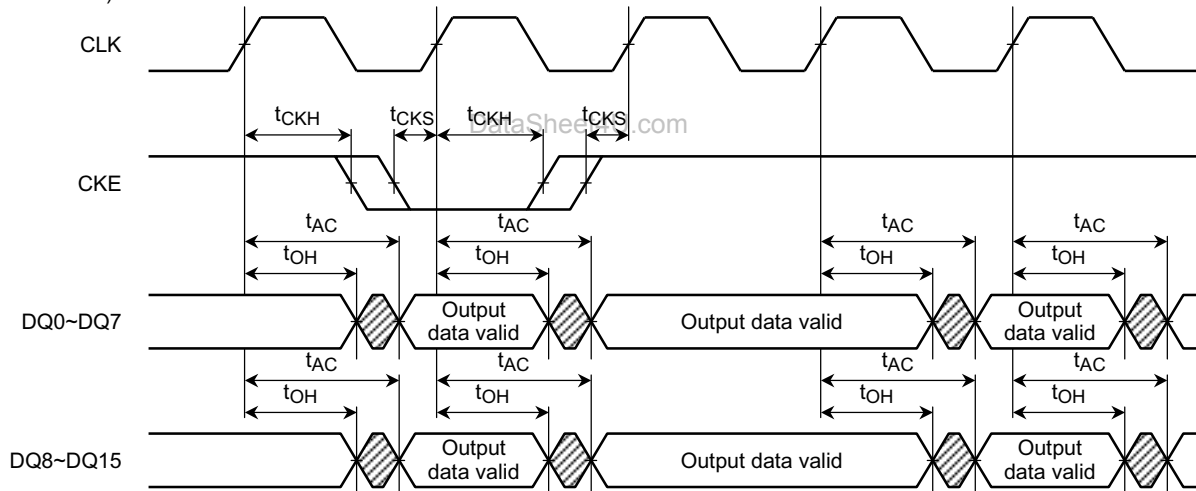 CLK
tCKH tCKS tCKH tCKS
DataSheet4U.com
CKE
tAC tAC tAC tAC
tOH tOH tOH tOH
DQ0~DQ7 Output data valid Output data valid Output data valid
tAC tAC tAC tAC
tOH tOH tOH tOH
DQ8~DQ15 Output data valid Output data valid Output data valid